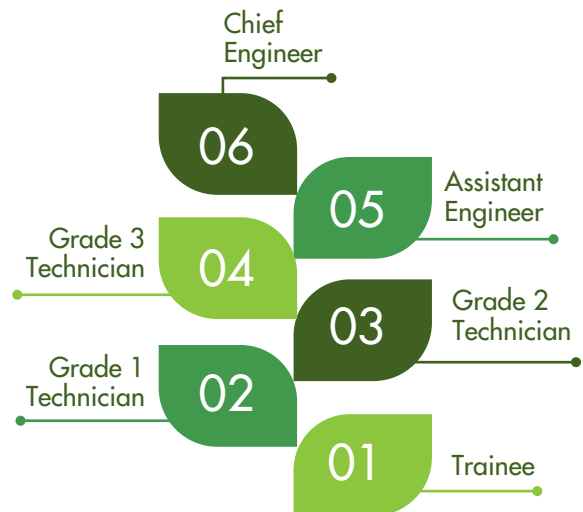 Chief
Engineer
06
05
Assistant
Engineer
Grade 3
Technician
04
03
Grade 2
Technician
Grade 1
Technician
02
01
Trainee